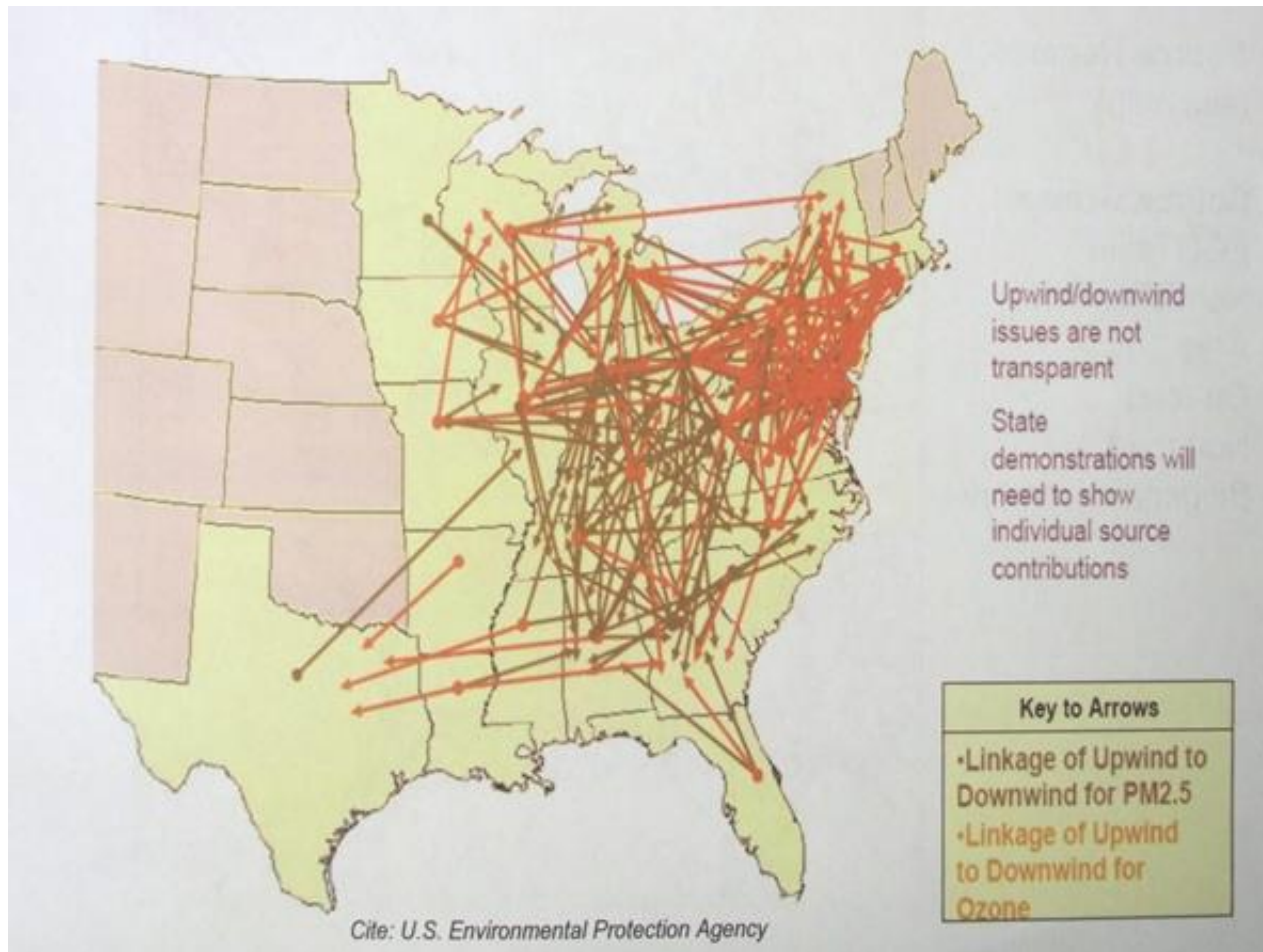 Upwind/downwind
issues are not
transparent
State
demonstrations will
need to show
individual source
contributions
Key to Arrows
•Linkage of Upwind to
Downwind for PM2.5
•Linkage of Upwind
to Downwind for
Ozone
Cite: U.S. Environmental Protection Agency